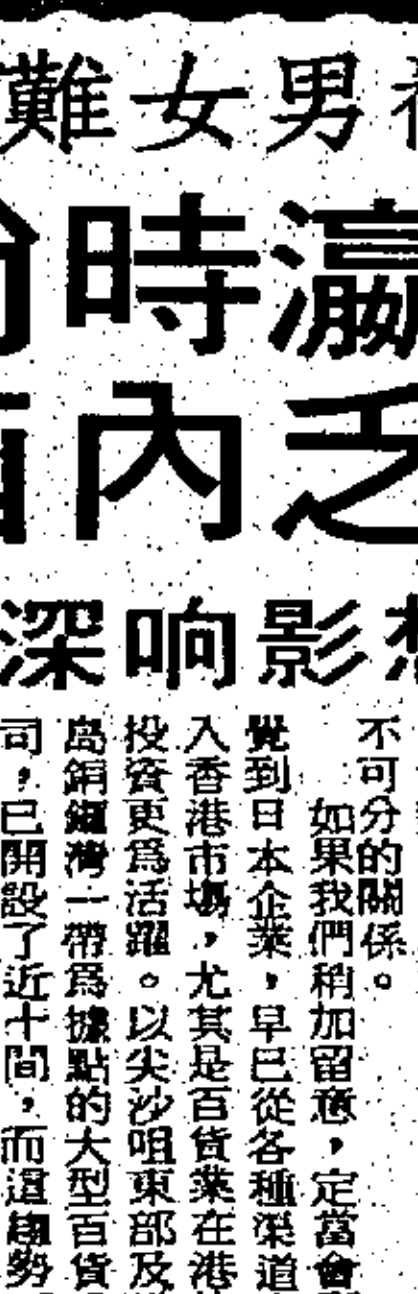 男女難
瀛時
乏內
影响深
不可分的關係。
如果我們稍加留意，定當會
覺到日本企業，早已從各種渠道
入香港市場，尤其是百貨業在港
投資更爲活躍。以尖沙咀東部及
島銅鑼灣一帶爲據點的大型百貨
司，已開設了近十間，而這趨勢